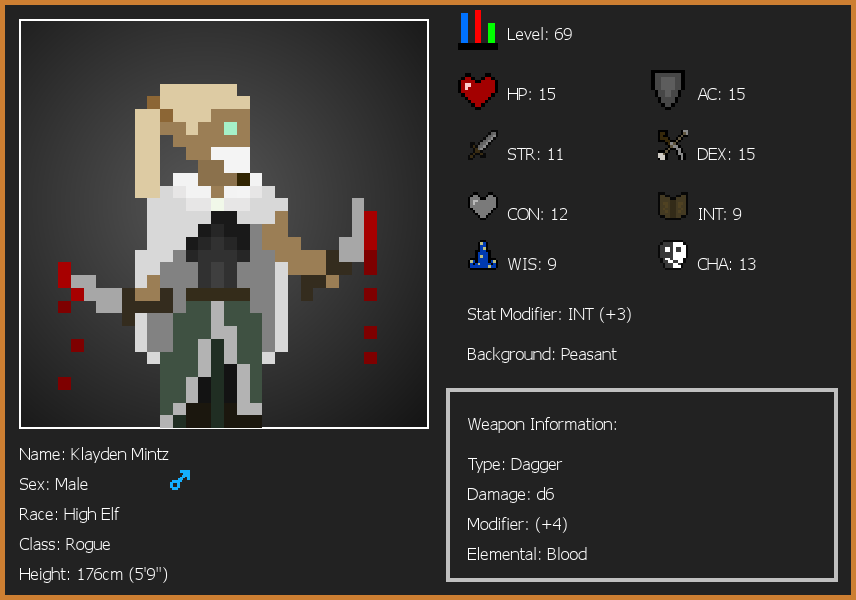 Level: 69
HP: 15
AC: 15
STR: 11
DEX: 15
CON: 12
INT: 9
WIS: 9
CHA: 13
Stat Modifier: INT (+3)
Background: Peasant
Weapon Information:
Type: Dagger
Damage: d6
Modifier: (+4)
Elemental: Blood
Name: Klayden Mintz
Sex: Male
Race: High Elf
Class: Rogue
Height: 176cm (5'9")